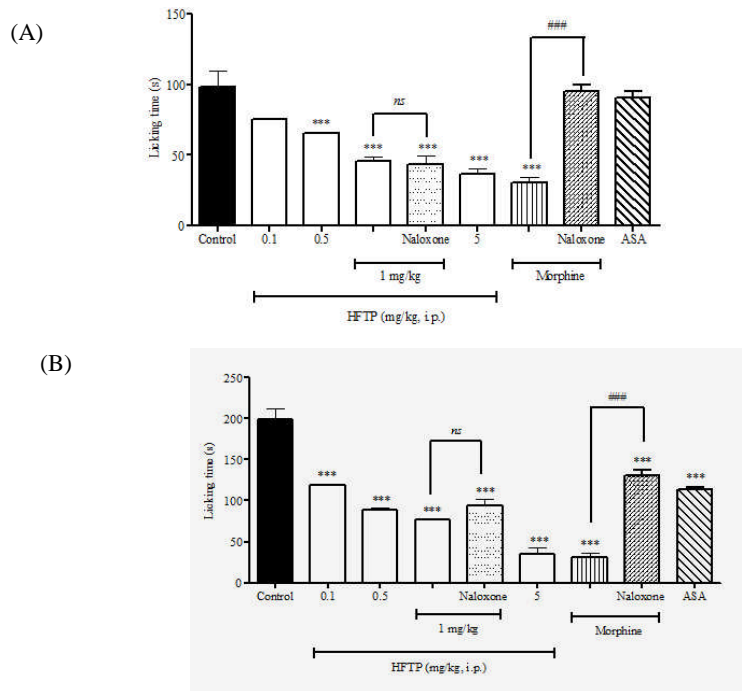 (A)
150
100
50
0
Licking time (s)
***
***
ns
***
***
***
###
Control 0.1 0.5 Naloxone 5 Naloxone ASA
1 mg/kg Morphine
HFTP (mg/kg, i.p.)
(B)
250
200
150
100
50
0
Licking time (s)
***
***
***
ns
***
***
***
###
***
***
Control 0.1 0.5 Naloxone 5 Naloxone ASA
1 mg/kg Morphine
HFTP (mg/kg, i.p.)